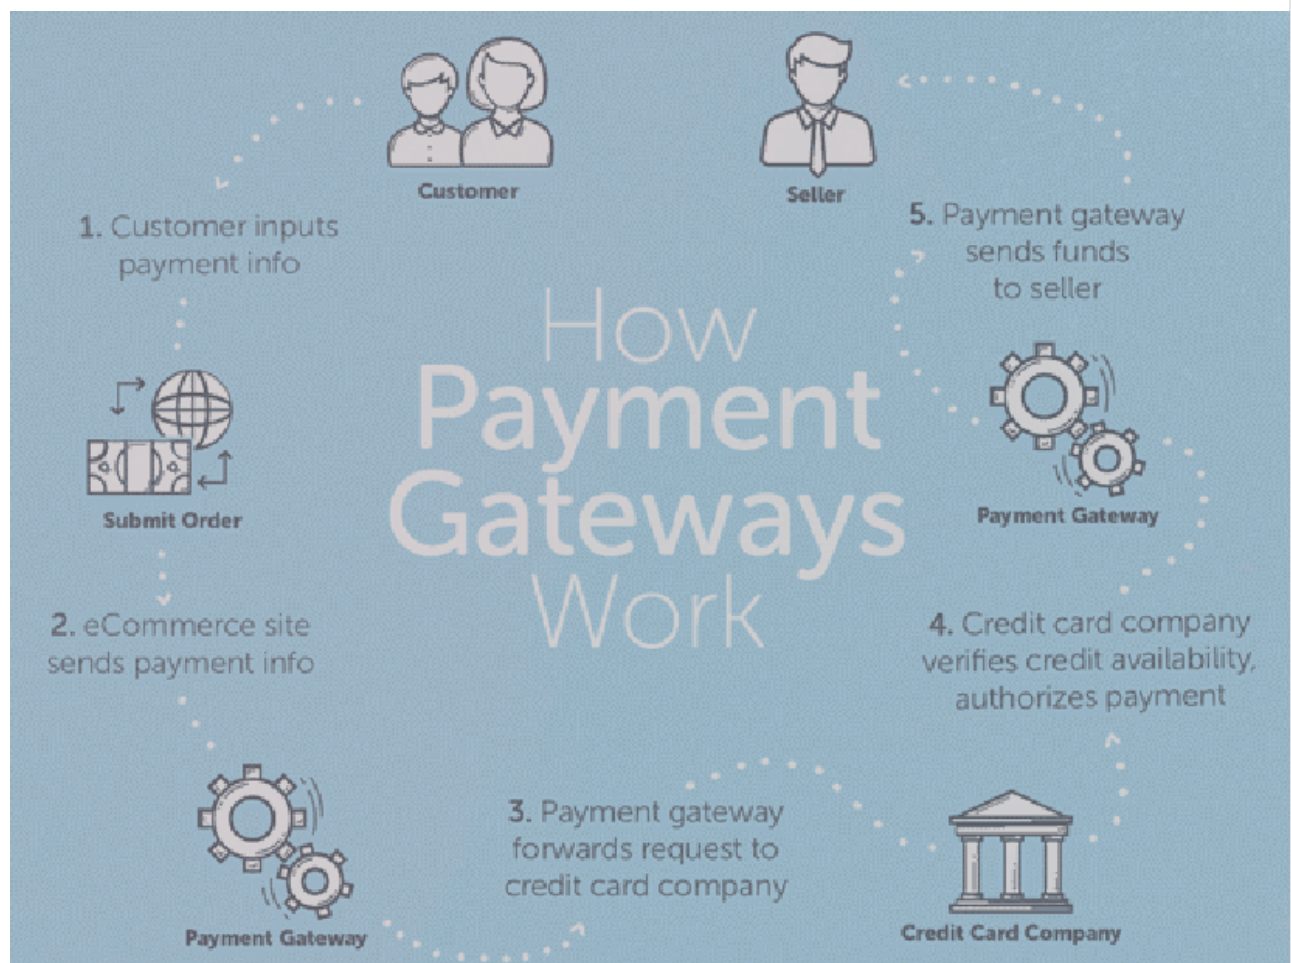 Customer
Seller
1. Customer inputs
payment info
5. Payment gateway
sends funds
to seller
How
Payment
Gateways
Work
Submit Order
Payment Gateway
2. eCommerce site
sends payment info
4. Credit card company
verifies credit availability,
authorizes payment
3. Payment gateway
forwards request to
credit card company
Payment Gateway
Credit Card Company